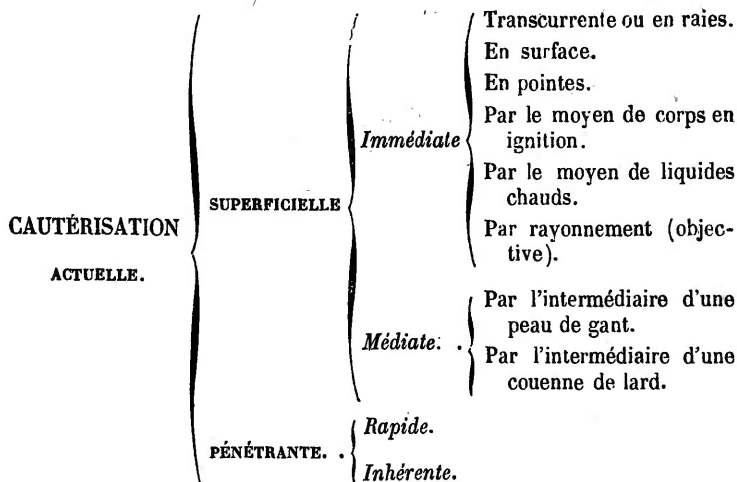 Transcurrente ou en raies.
En surface.
En pointes.
Immédiate
Par le moyen de corps en
ignition.
Par le moyen de liquides
chauds.
SUPERFICIELLE
CAUTÉRISATION
Par rayonnement (objec-
tive).
ACTUELLE.
Par l'intermédiaire d'une
peau de gant.
Médiate. .
Par l'intermédiaire d'une
couenne de lard.
PÉNÉTRANTE. .
Rapide.
Inhérente.